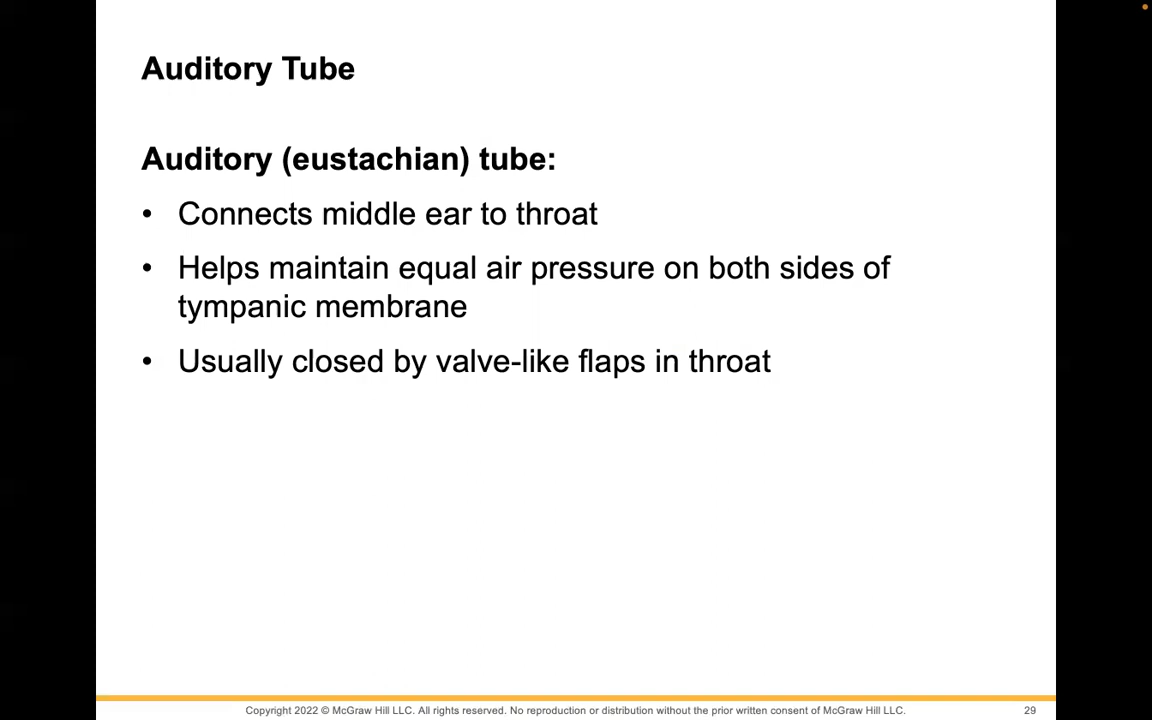 Auditory Tube
Auditory (eustachian) tube:
• Connects middle ear to throat
• Helps maintain equal air pressure on both sides of
tympanic membrane
• Usually closed by valve-like flaps in throat
Copyright 2022 © McGraw Hill LLC. All rights reserved. No reproduction or distribution without the prior written consent of McGraw Hill LLC.
29